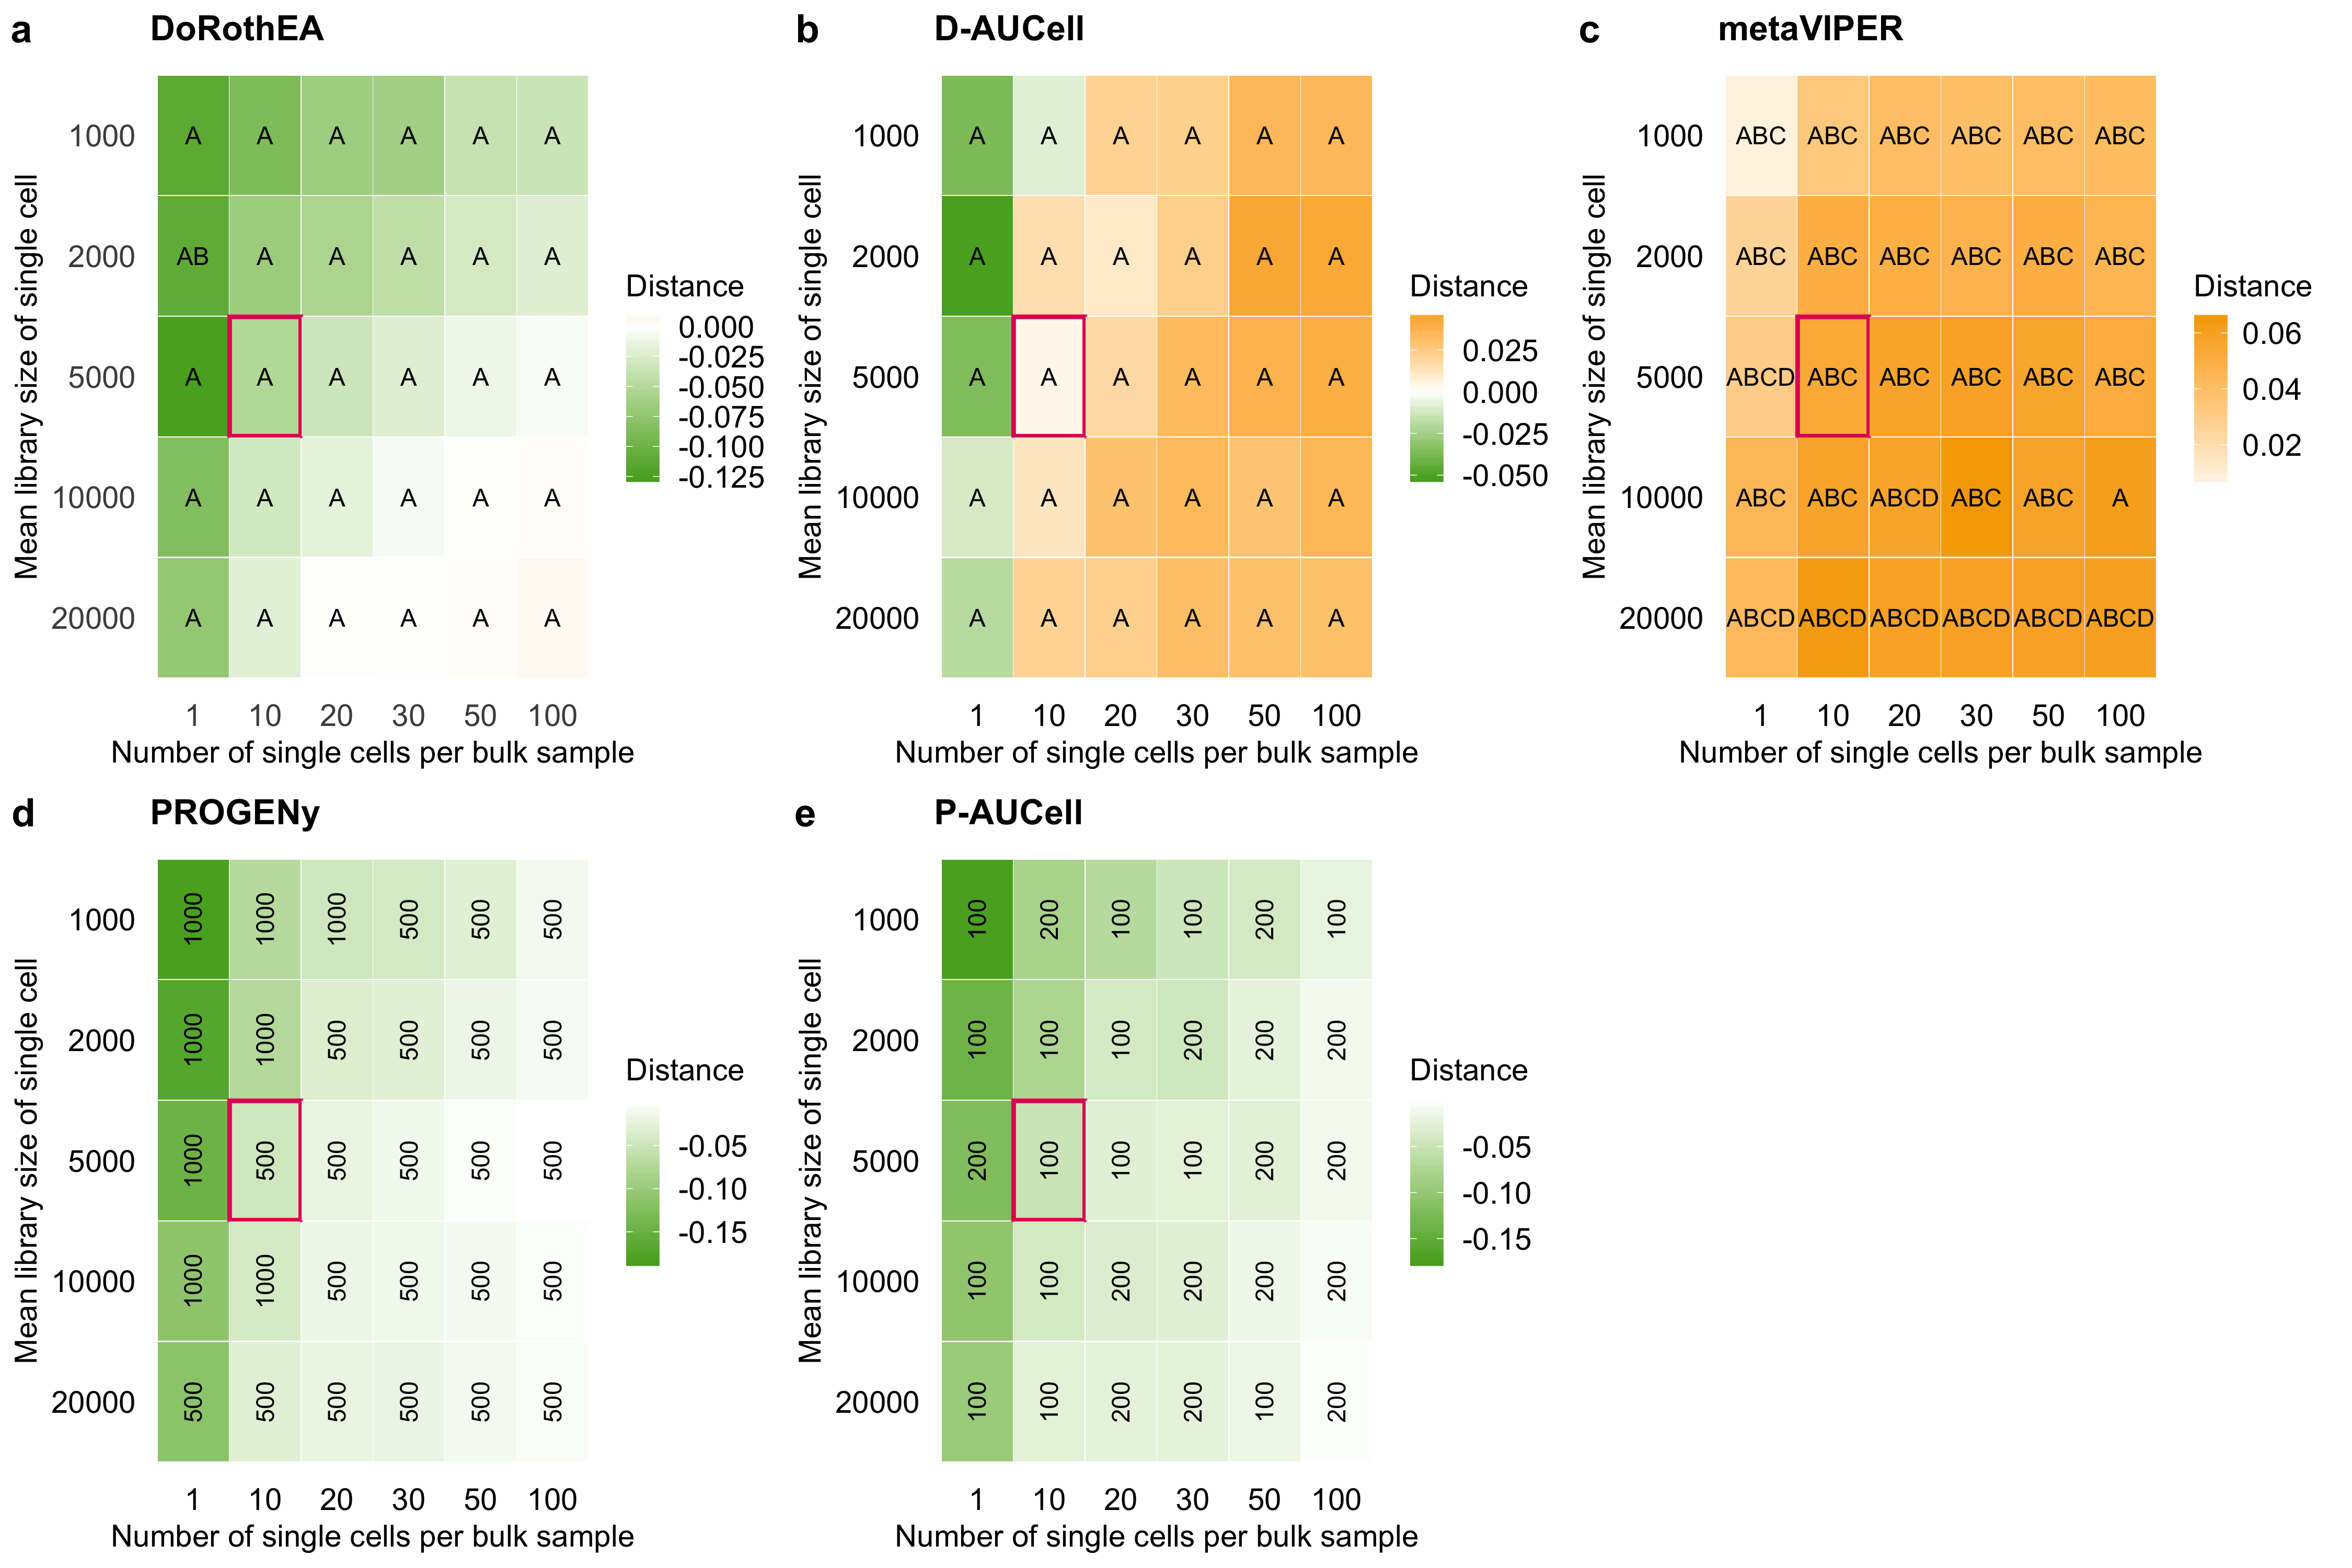 a DoRothEA
Mean library size of single cell
1000 A A A A A A
2000 AB A A A A A
5000 A A A A A A
10000 A A A A A A
20000 A A A A A A
1 10 20 30 50 100
Number of single cells per bulk sample
Distance
0.000
-0.025
-0.050
-0.075
-0.100
-0.125
b D-AUCell
Mean library size of single cell
1000 A A A A A A
2000 A A A A A A
5000 A A A A A A
10000 A A A A A A
20000 A A A A A A
1 10 20 30 50 100
Number of single cells per bulk sample
Distance
0.025
0.000
-0.025
-0.050
c metaVIPER
Mean library size of single cell
1000 ABC ABC ABC ABC ABC ABC
2000 ABC ABC ABC ABC ABC ABC
5000 ABCD ABC ABC ABC ABC ABC
10000 ABC ABC ABCD ABC ABC A
20000 ABCD ABCD ABCD ABCD ABCD ABCD
1 10 20 30 50 100
Number of single cells per bulk sample
Distance
0.06
0.04
0.02
d PROGENy
Mean library size of single cell
1000 1000 1000 1000 500 500 500
2000 1000 1000 500 500 500 500
5000 1000 500 500 500 500 500
10000 1000 1000 500 500 500 500
20000 500 500 500 500 500 500
1 10 20 30 50 100
Number of single cells per bulk sample
Distance
-0.05
-0.10
-0.15
e P-AUCell
Mean library size of single cell
1000 100 200 100 100 200 100
2000 100 100 100 200 200 200
5000 200 100 100 100 200 200
10000 100 100 200 200 200 200
20000 100 100 200 200 100 200
1 10 20 30 50 100
Number of single cells per bulk sample
Distance
-0.05
-0.10
-0.15